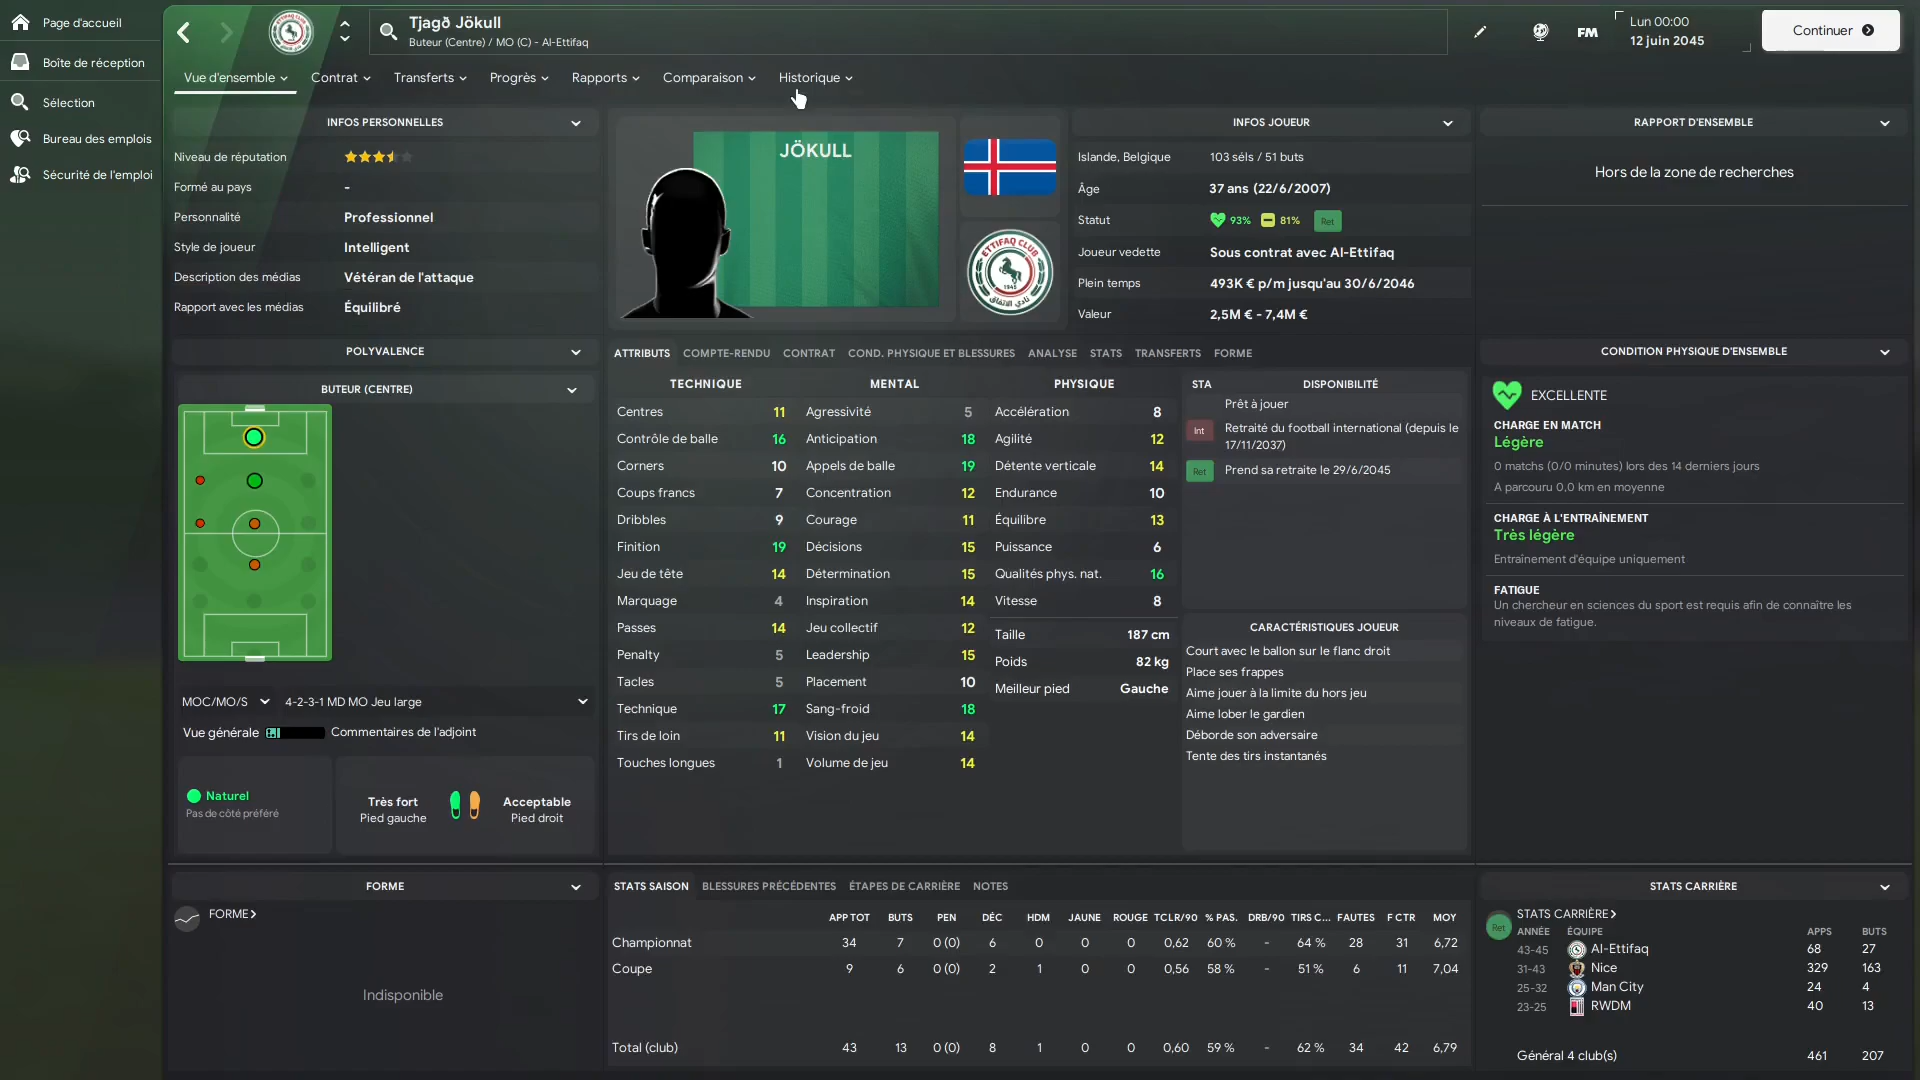 Page d'accueil
Boîte de réception
Sélection
Bureau des emplois
Sécurité de l'emploi
Tjagð Jökull
Buteur (Centre) / MO (C) - Al-Ettifaq
FM
Lun 00:00
12 juin 2045
Continuer
Vue d'ensemble Contrat Transferts Progrès Rapports Comparaison Historique
INFOS PERSONNELLES
Niveau de réputation
Formé au pays -
Personnalité Professionnel
Style de joueur Intelligent
Description des médias Vétéran de l'attaque
Rapport avec les médias Équilibré
JÖKULL
ETTIFAQ CLUB
1945
نادي الاتفاق
INFOS JOUEUR
Islande, Belgique 103 séls / 51 buts
Âge 37 ans (22/6/2007)
Statut 93% 81% Ret
Joueur vedette Sous contrat avec Al-Ettifaq
Plein temps 493K € p/m jusqu'au 30/6/2046
Valeur 2,5M € - 7,4M €
RAPPORT D'ENSEMBLE
Hors de la zone de recherches
POLYVALENCE
BUTEUR (CENTRE)
MOC/MO/S 4-2-3-1 MD MO Jeu large
Vue générale Commentaires de l'adjoint
Naturel
Pas de côté préféré
Très fort
Pied gauche
Acceptable
Pied droit
ATTRIBUTS COMPTE-RENDU CONTRAT COND. PHYSIQUE ET BLESSURES ANALYSE STATS TRANSFERTS FORME
TECHNIQUE MENTAL PHYSIQUE
Centres 11 Agressivité 5 Accélération 8
Contrôle de balle 16 Anticipation 18 Agilité 12
Corners 10 Appels de balle 19 Détente verticale 14
Coups francs 7 Concentration 12 Endurance 10
Dribbles 9 Courage 11 Équilibre 13
Finition 19 Décisions 15 Puissance 6
Jeu de tête 14 Détermination 15 Qualités phys. nat. 16
Marquage 4 Inspiration 14 Vitesse 8
Passes 14 Jeu collectif 12 Taille 187 cm
Penalty 5 Leadership 15 Poids 82 kg
Tacles 5 Placement 10 Meilleur pied Gauche
Technique 17 Sang-froid 18
Tirs de loin 11 Vision du jeu 14
Touches longues 1 Volume de jeu 14
STA DISPONIBILITÉ
Prêt à jouer
Int Retraité du football international (depuis le
17/11/2037)
Ret Prend sa retraite le 29/6/2045
CARACTÉRISTIQUES JOUEUR
Court avec le ballon sur le flanc droit
Place ses frappes
Aime jouer à la limite du hors jeu
Aime lober le gardien
Déborde son adversaire
Tente des tirs instantanés
CONDITION PHYSIQUE D'ENSEMBLE
EXCELLENTE
CHARGE EN MATCH
Légère
0 matchs (0/0 minutes) lors des 14 derniers jours
A parcouru 0,0 km en moyenne
CHARGE À L'ENTRAÎNEMENT
Très légère
Entraînement d'équipe uniquement
FATIGUE
Un chercheur en sciences du sport est requis afin de connaître les
niveaux de fatigue.
FORME
FORME
Indisponible
STATS SAISON BLESSURES PRÉCÉDENTES ÉTAPES DE CARRIÈRE NOTES
APP TOT BUTS PEN DÉC HDM JAUNE ROUGE TCLR/90 % PAS. DRB/90 TIRS C... FAUTES F CTR MOY
Championnat 34 7 0 (0) 6 0 0 0 0,62 60 % - 64 % 28 31 6,72
Coupe 9 6 0 (0) 2 1 0 0 0,56 58 % - 51 % 6 11 7,04
Total (club) 43 13 0 (0) 8 1 0 0 0,60 59 % - 62 % 34 42 6,79
STATS CARRIÈRE
Ret STATS CARRIÈRE
ANNÉE ÉQUIPE APPS BUTS
43-45 Al-Ettifaq 68 27
31-43 Nice 329 163
25-32 Man City 24 4
23-25 RWDM 40 13
Général 4 club(s) 461 207